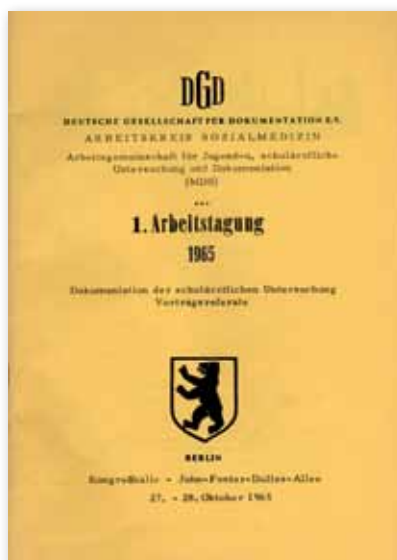 DGD
DEUTSCHE GESELLSCHAFT FÜR DOKUMENTATION E.V.
ARBEITSKREIS SOZIALMEDIZIN
Arbeitsgemeinschaft für Jugend- schulärztliche
Untersuchung und Dokumentation
1. Arbeitstagung
1965
Dokumentation der schulärztlichen Untersuchung
Vortragsreferate
BERLIN
Kongreßhalle - John-Foster-Dulles-Allee
27. - 28. Oktober 1965